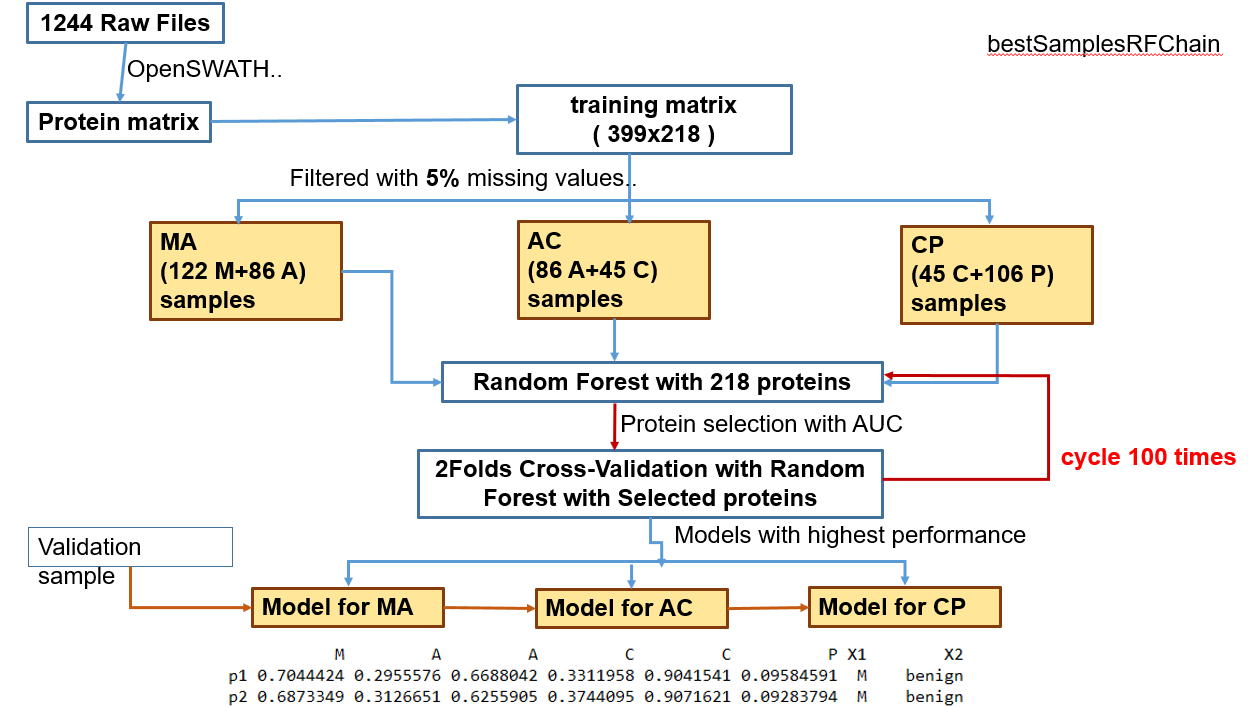 1244 Raw Files
bestSamplesRFChain
OpenSWATH..
Protein matrix
training matrix
( 399x218 )
Filtered with 5% missing values..
MA
(122 M+86 A)
samples
AC
(86 A+45 C)
samples
CP
(45 C+106 P)
samples
Random Forest with 218 proteins
Protein selection with AUC
2Folds Cross-Validation with Random
Forest with Selected proteins
cycle 100 times
Models with highest performance
Validation
sample
Model for MA
Model for AC
Model for CP
M A A C C P X1 X2
p1 0.7044424 0.2955576 0.6688042 0.3311958 0.9041541 0.09584591 M benign
p2 0.6873349 0.3126651 0.6255905 0.3744095 0.9071621 0.09283794 M benign